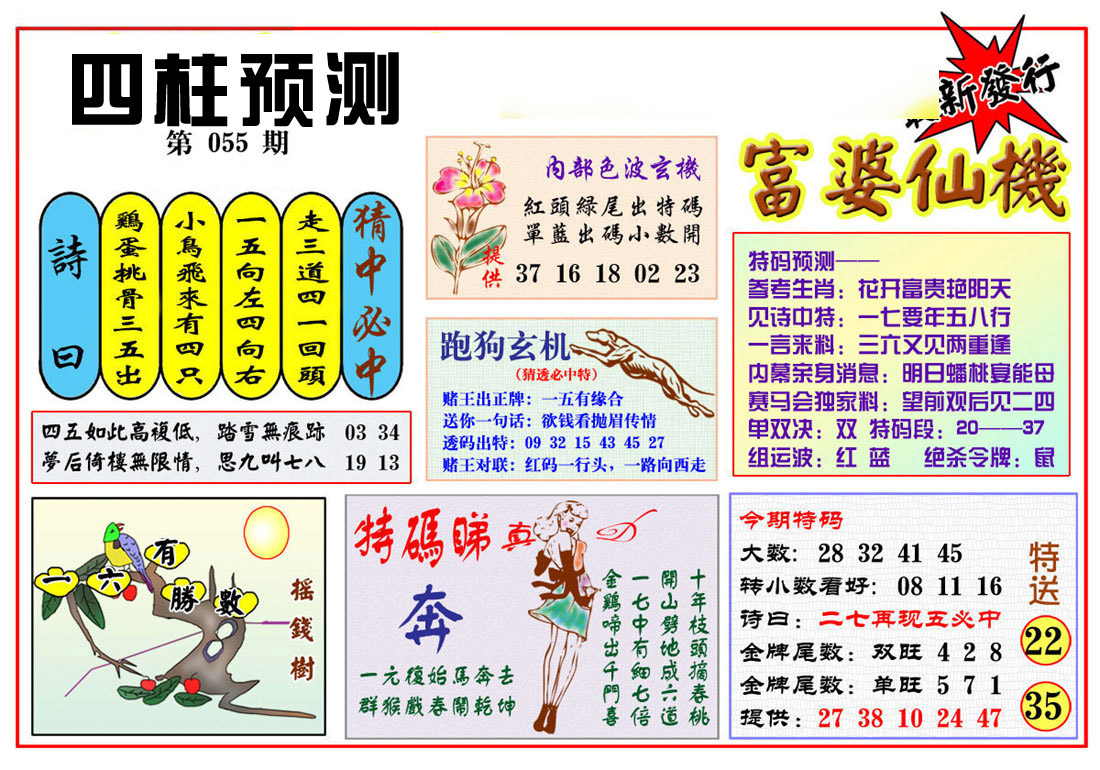 四柱预测
第 055 期
新發行
富婆仙機
詩曰
鷄蛋挑骨三五出
小鳥飛來有四只
一五向左四向右
走三道四一回頭
猜中必中
四五如此高複低，踏雪無痕跡 03 34
夢后倚樓無限情，思九叫七八 19 13
内部色波玄機
紅頭綠尾出特碼
單藍出碼小數開
提供
37 16 18 02 23
跑狗玄机
（猜透必中特）
赌王出正牌：一五有缘合
送你一句话：欲钱看抛眉传情
透码出特：09 32 15 43 45 27
赌王对联：红码一行头，一路向西走
特码预测——
参考生肖：花开富贵艳阳天
见诗中特：一七要年五八行
一言来料：三六又见两重逢
内幕亲身消息：明日蟠桃宴能母
赛马会独家料：望前观后见二四
单双决：双 特码段：20——37
组运波：红 蓝 绝杀令牌：鼠
一六有勝數
摇錢樹
特碼睇真
奔
一元復始馬奔去
群猴戲春鬧乾坤
十年枝頭摘春桃
開山劈地成六道
一七中有細七倍
金鷄啼出千門喜
今期特码
大数：28 32 41 45
转小数看好：08 11 16
诗曰：二七再现五必中
金牌尾数：双旺 4 2 8
金牌尾数：单旺 5 7 1
提供：27 38 10 24 47
特送
22
35